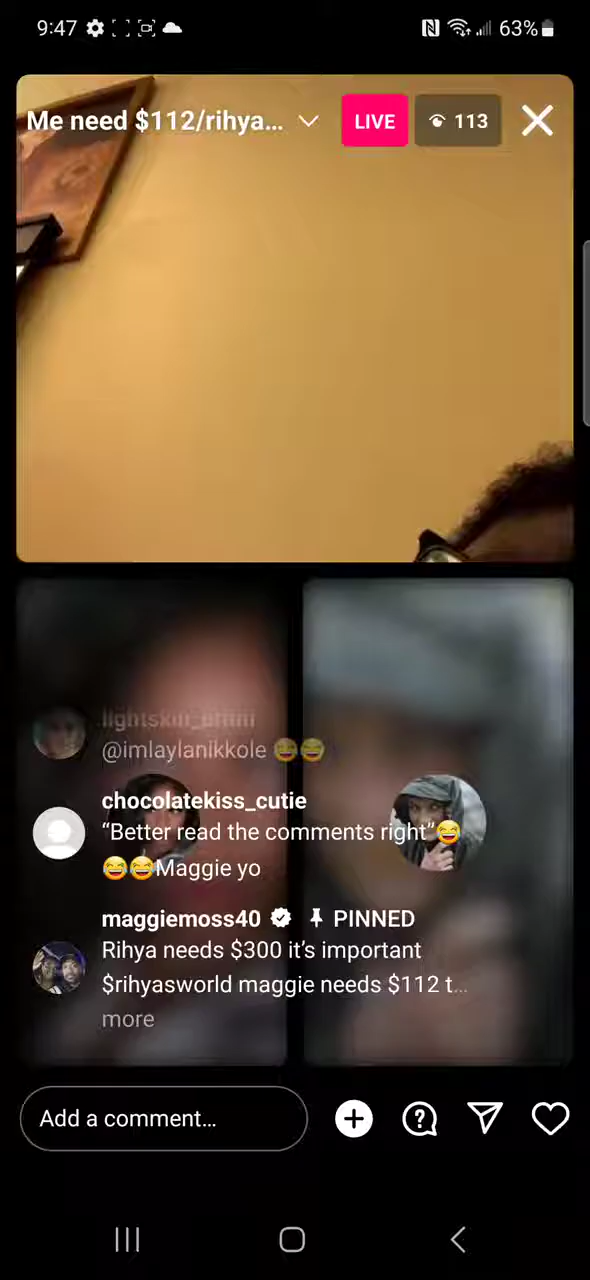 9:47
63%
Me need $112/rihya...
LIVE
113
@imlaylanikkole 😂😂
chocolatekiss_cutie
“Better read the comments right”😂
😂😂Maggie yo
maggiemoss40 PINNED
Rihya needs $300 it’s important
$rihyasworld maggie needs $112 t...
more
Add a comment...